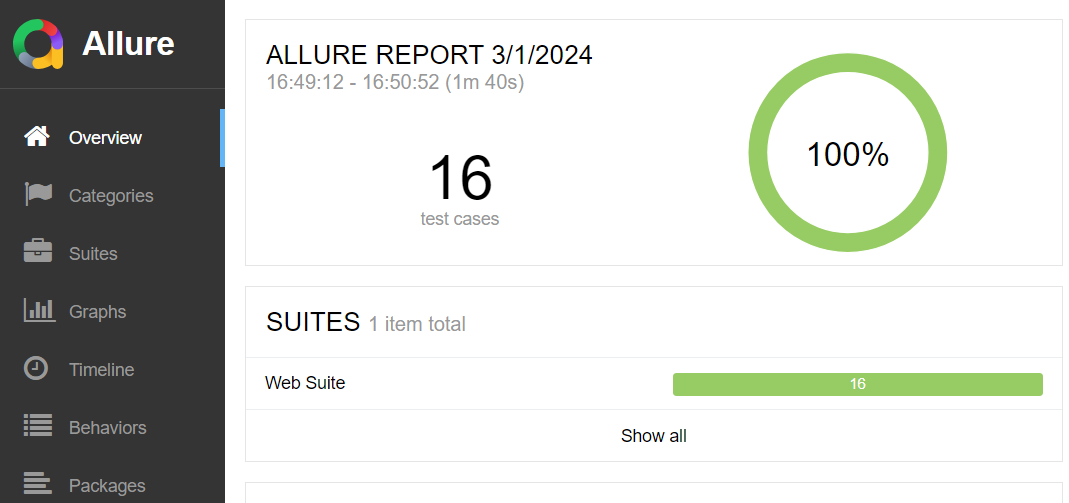 Allure
Overview
Categories
Suites
Graphs
Timeline
Behaviors
Packages
ALLURE REPORT 3/1/2024
16:49:12 - 16:50:52 (1m 40s)
16
test cases
100%
SUITES 1 item total
Web Suite 16
Show all